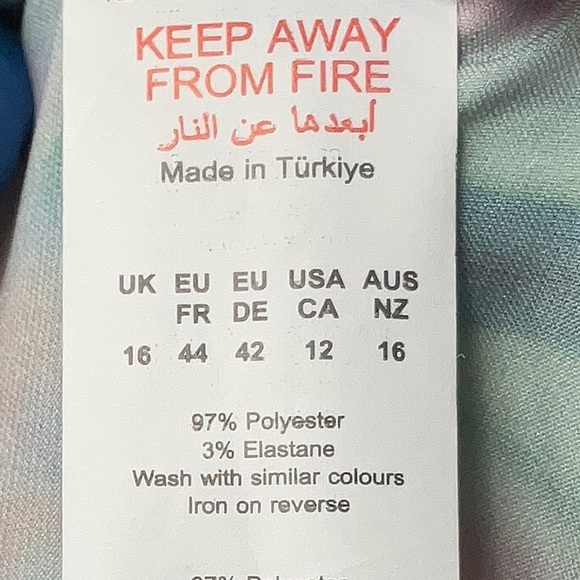 KEEP AWAY
FROM FIRE
أبعدها عن النار
Made in Türkiye
UK EU EU USA AUS
FR DE CA NZ
16 44 42 12 16
97% Polyester
3% Elastane
Wash with similar colours
Iron on reverse